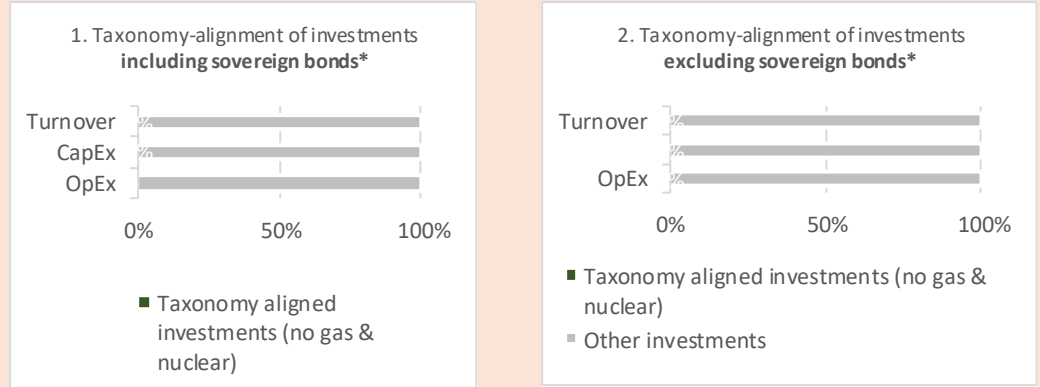 1. Taxonomy-alignment of investments
including sovereign bonds*
Turnover
%
CapEx
%
OpEx
0% 50% 100%
Taxonomy aligned
investments (no gas &
nuclear)
2. Taxonomy-alignment of investments
excluding sovereign bonds*
Turnover
%
%
OpEx
%
0% 50% 100%
Taxonomy aligned investments (no gas &
nuclear)
Other investments